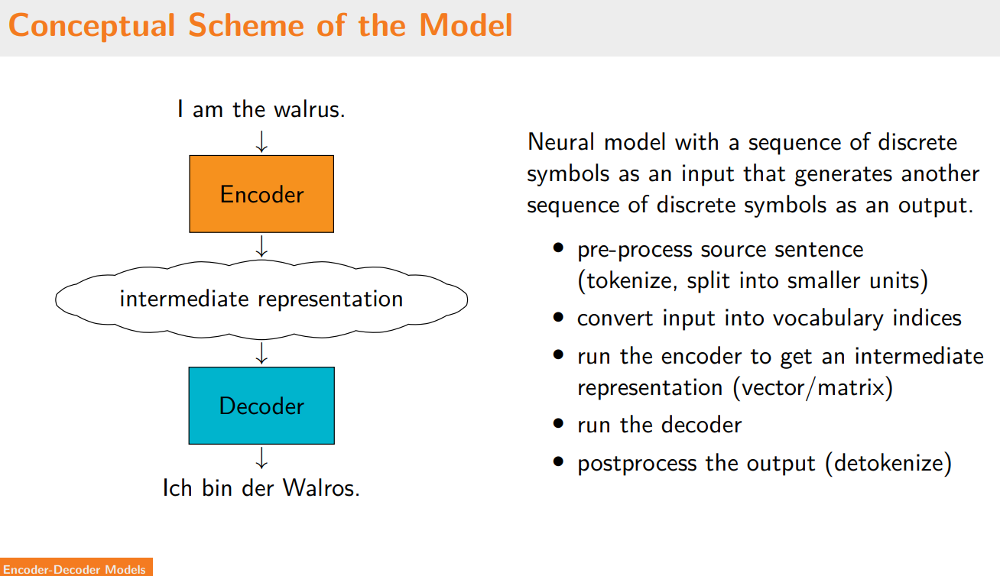 Conceptual Scheme of the Model
I am the walrus.
Encoder
intermediate representation
Decoder
Ich bin der Walros.
Neural model with a sequence of discrete
symbols as an input that generates another
sequence of discrete symbols as an output.
• pre-process source sentence
(tokenize, split into smaller units)
• convert input into vocabulary indices
• run the encoder to get an intermediate
representation (vector/matrix)
• run the decoder
• postprocess the output (detokenize)
Encoder-Decoder Models